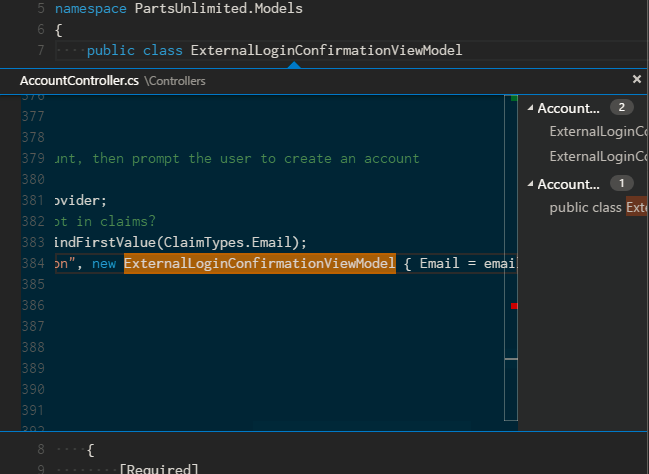 5 namespace PartsUnlimited.Models
6 {
7 ····public class ExternalLoginConfirmationViewModel
AccountController.cs \Controllers ×
376
377
378
379 unt, then prompt the user to create an account
380
381 ovider;
382 ot in claims?
383 indFirstValue(ClaimTypes.Email);
384 on", new ExternalLoginConfirmationViewModel { Email = emai
385
386
387
388
389
390
391
392
Account... 2
ExternalLoginCo
ExternalLoginCo
Account... 1
public class Exte
8 ····{
9 ········[Required]